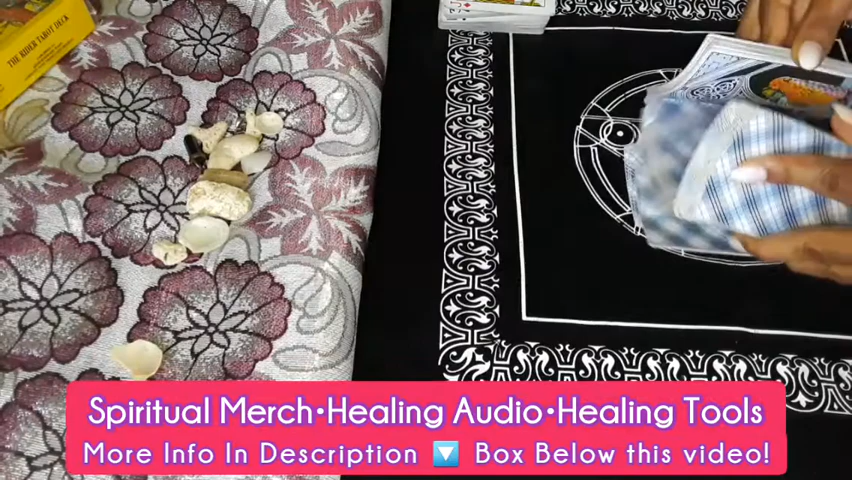 THE RIDER TAROT DECK
Spiritual Merch•Healing Audio•Healing Tools
More Info In Description 🔽 Box Below this video!